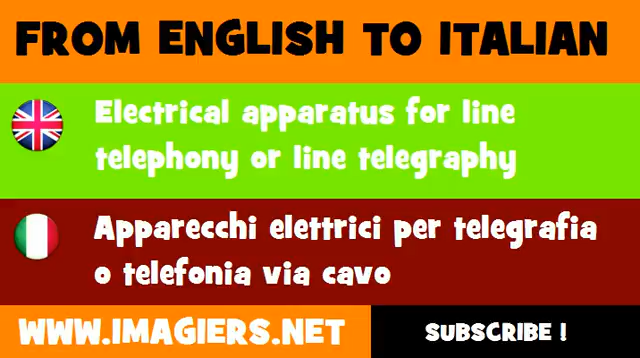 FROM ENGLISH TO ITALIAN
Electrical apparatus for line
telephony or line telegraphy
Apparecchi elettrici per telegrafia
o telefonia via cavo
WWW.IMAGIERS.NET
SUBSCRIBE !